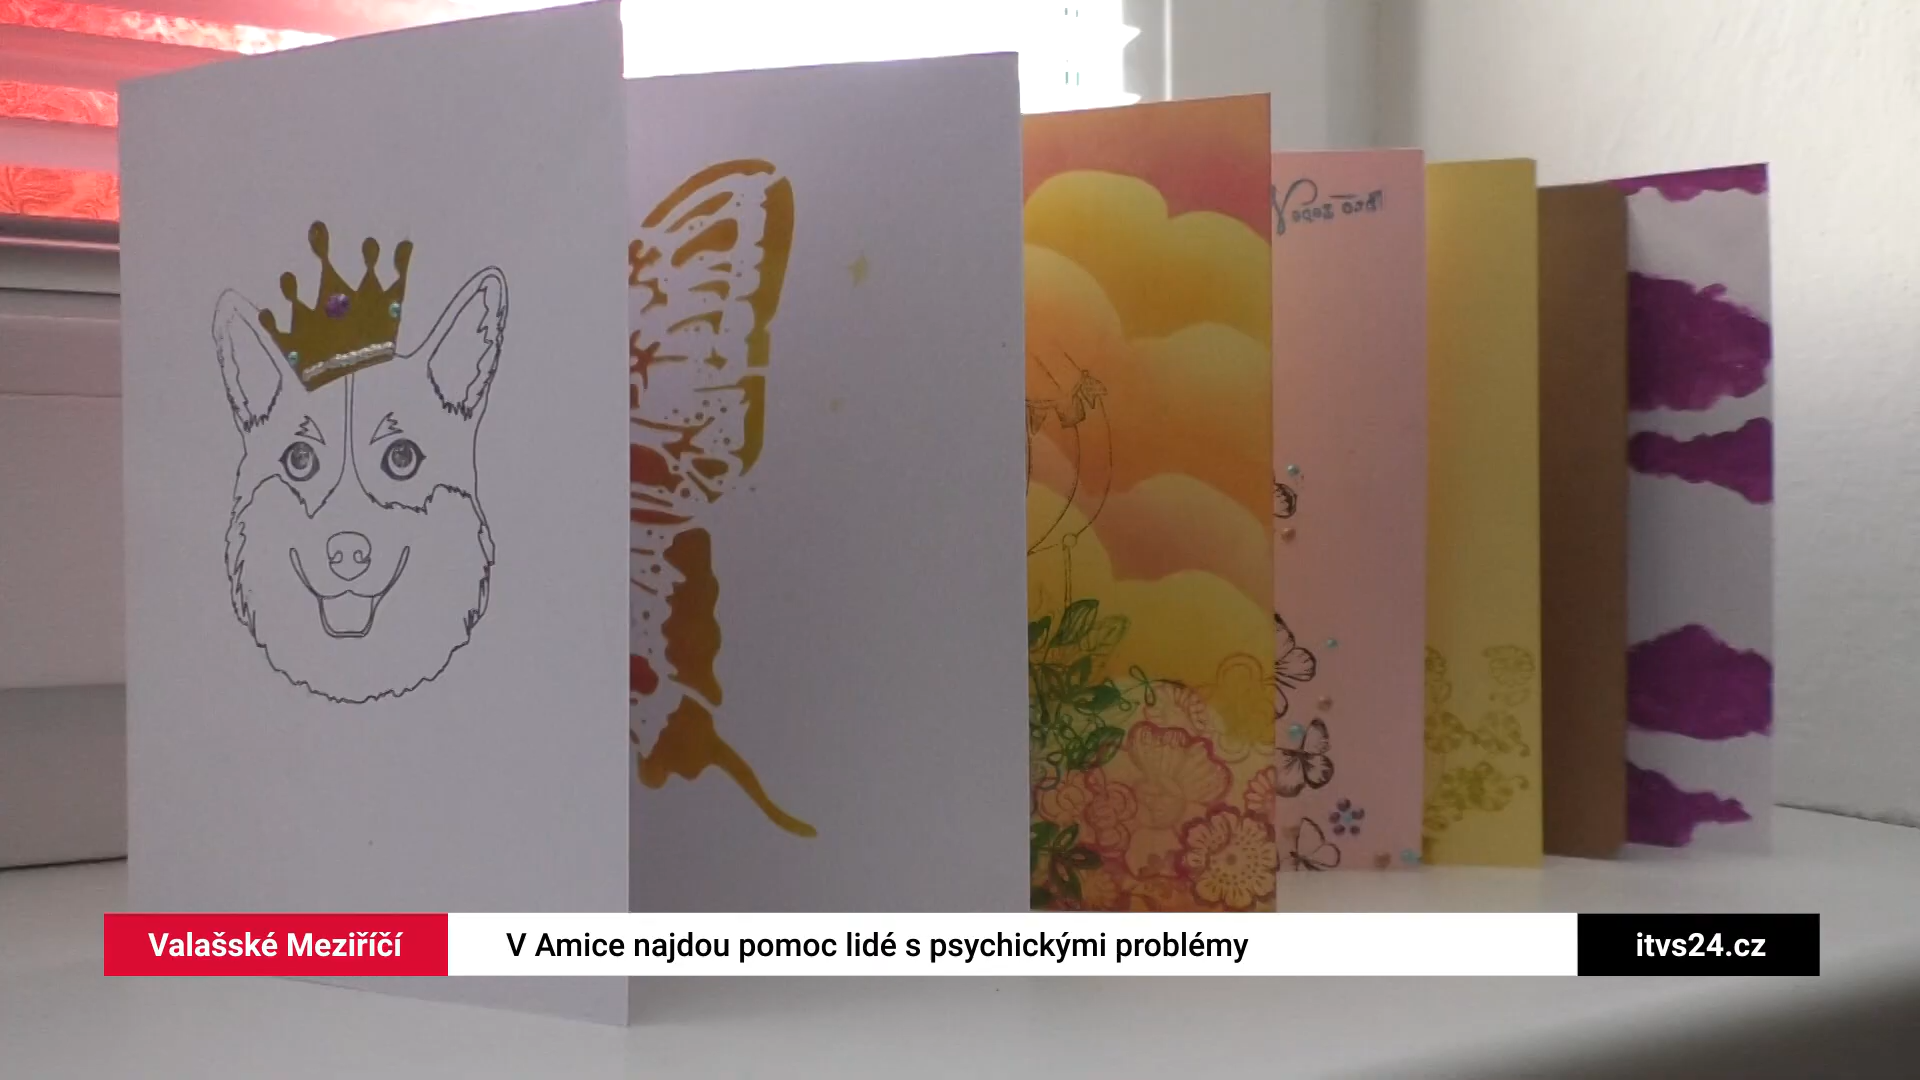 Valašské Meziříčí
V Amice najdou pomoc lidé s psychickými problémy
itvs24.cz